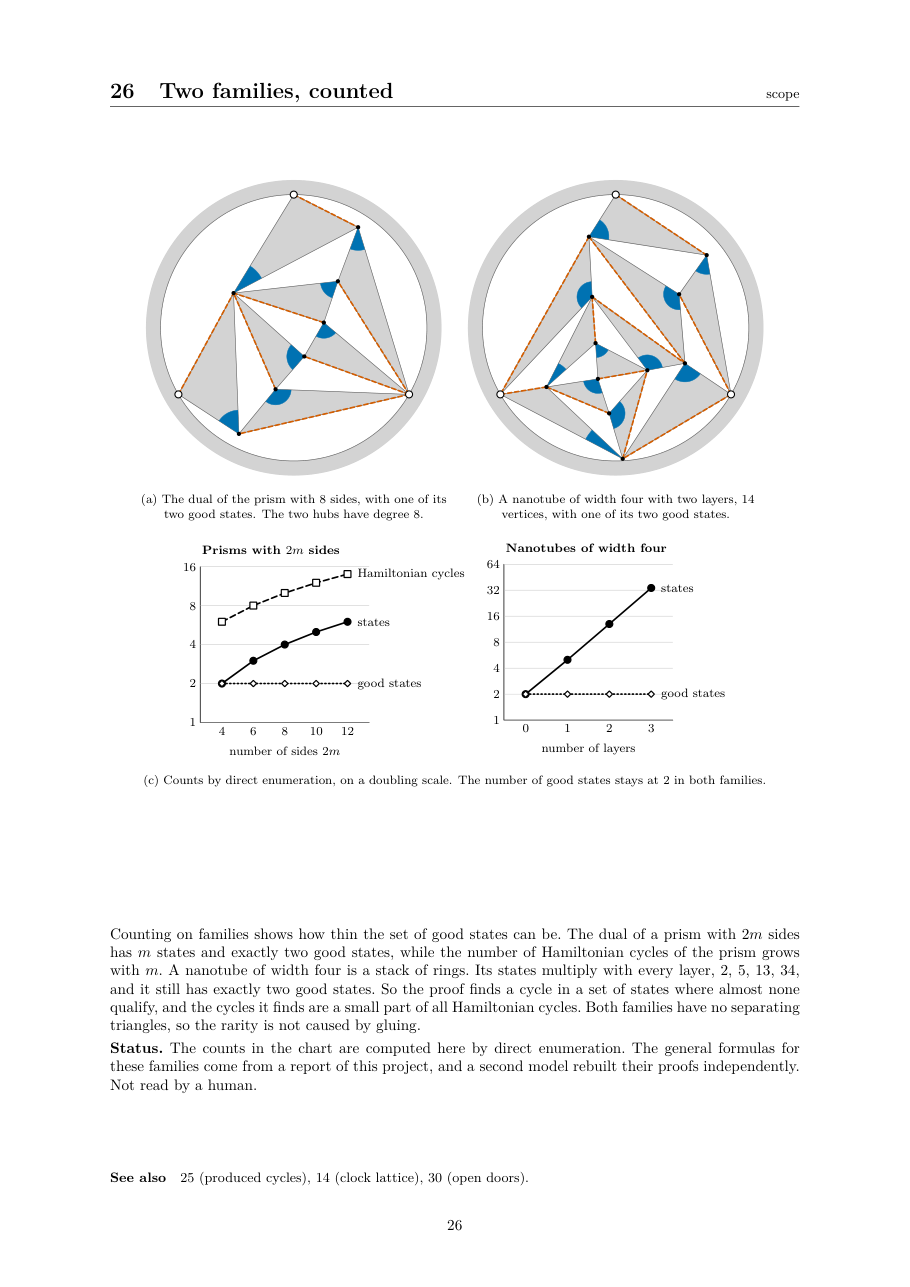 26 Two families, counted scope
(a) The dual of the prism with 8 sides, with one of its
two good states. The two hubs have degree 8.
(b) A nanotube of width four with two layers, 14
vertices, with one of its two good states.
Prisms with 2m sides
16
8
4
2
1
Hamiltonian cycles
states
good states
4 6 8 10 12
number of sides 2m
Nanotubes of width four
64
32
16
8
4
2
1
states
good states
0 1 2 3
number of layers
(c) Counts by direct enumeration, on a doubling scale. The number of good states stays at 2 in both families.
Counting on families shows how thin the set of good states can be. The dual of a prism with 2m sides
has m states and exactly two good states, while the number of Hamiltonian cycles of the prism grows
with m. A nanotube of width four is a stack of rings. Its states multiply with every layer, 2, 5, 13, 34,
and it still has exactly two good states. So the proof finds a cycle in a set of states where almost none
qualify, and the cycles it finds are a small part of all Hamiltonian cycles. Both families have no separating
triangles, so the rarity is not caused by gluing.
Status. The counts in the chart are computed here by direct enumeration. The general formulas for
these families come from a report of this project, and a second model rebuilt their proofs independently.
Not read by a human.
See also 25 (produced cycles), 14 (clock lattice), 30 (open doors).
26